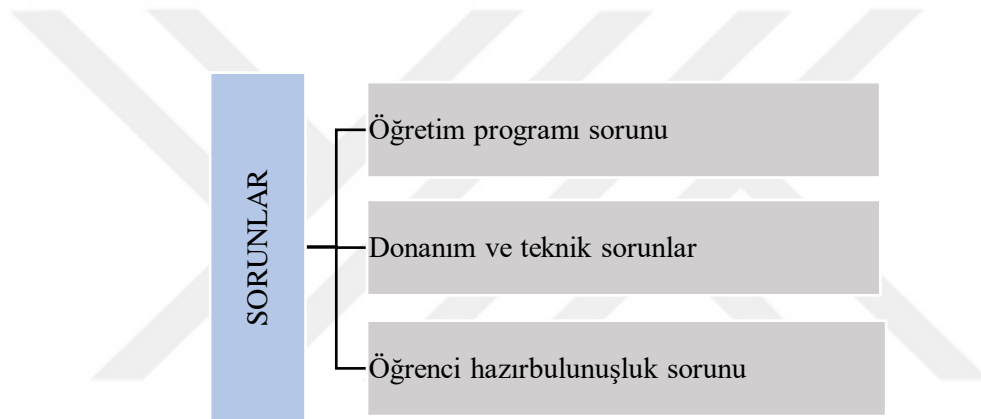 SORUNLAR
Öğretim programı sorunu
Donanım ve teknik sorunlar
Öğrenci hazırbulunuşluk sorunu